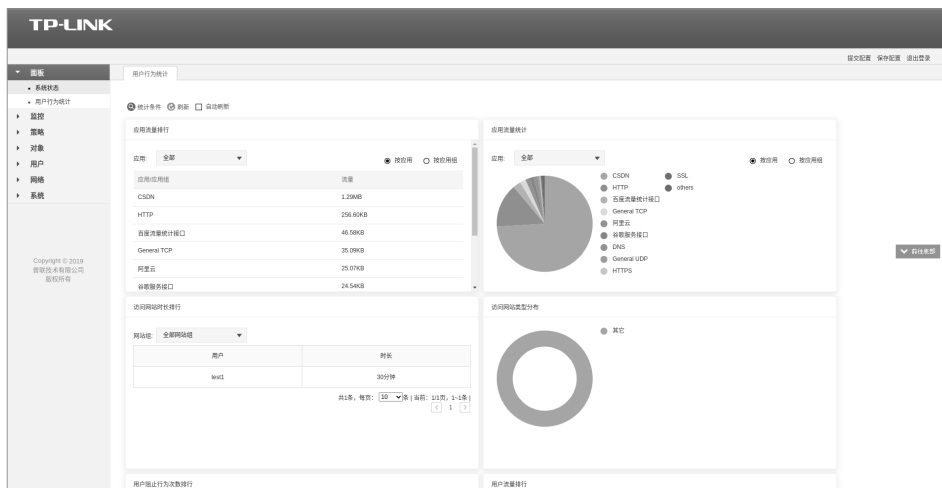 TP-LINK
提交配置 保存配置 退出登录
面板
系统状态
用户行为统计
监控
策略
对象
用户
网络
系统
Copyright © 2019
普联技术有限公司
版权所有
用户行为统计
统计条件 刷新 自动刷新
应用流量排行
应用: 全部 按应用 按应用组
应用/应用组 流量
CSDN 1.29MB
HTTP 256.60KB
百度流量统计接口 46.58KB
General TCP 35.09KB
阿里云 25.07KB
谷歌服务接口 24.54KB
应用流量统计
应用: 全部 按应用 按应用组
CSDN SSL
HTTP others
百度流量统计接口
General TCP
阿里云
谷歌服务接口
DNS
General UDP
HTTPS
前往底部
访问网站时长排行
网站组: 全部网站组
用户 时长
test1 30分钟
共1条，每页： 10 条 | 当前：1/1页，1~1条 |
< 1 >
访问网站类型分布
其它
用户阻止行为次数排行
用户流量排行